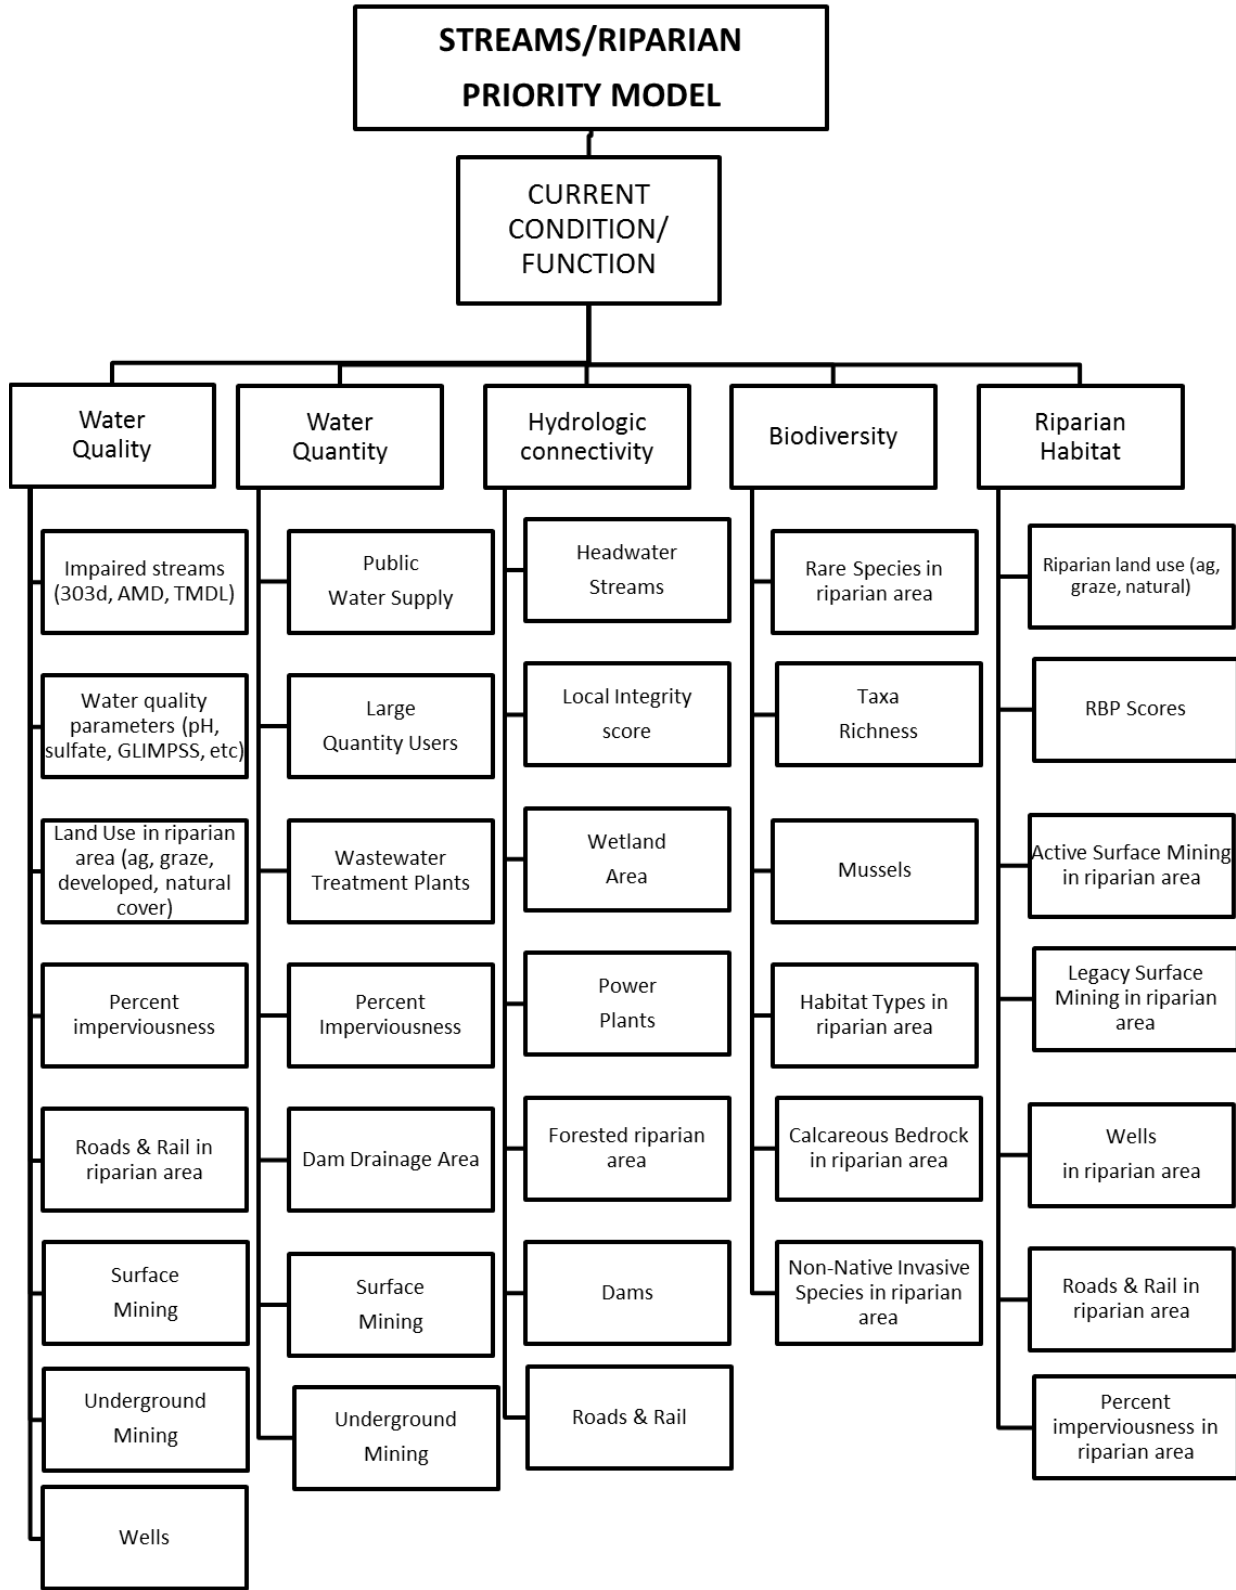 STREAMS/RIPARIAN
PRIORITY MODEL
CURRENT
CONDITION/
FUNCTION
Water
Quality
Impaired streams
(303d, AMD, TMDL)
Water quality
parameters (pH,
sulfate, GLIMPSS, etc)
Land Use in riparian
area (ag, graze,
developed, natural
cover)
Percent
imperviousness
Roads & Rail in
riparian area
Surface
Mining
Underground
Mining
Wells
Water
Quantity
Public
Water Supply
Large
Quantity Users
Wastewater
Treatment Plants
Percent
Imperviousness
Dam Drainage Area
Surface
Mining
Underground
Mining
Hydrologic
connectivity
Headwater
Streams
Local Integrity
score
Wetland
Area
Power
Plants
Forested riparian
area
Dams
Roads & Rail
Biodiversity
Rare Species in
riparian area
Taxa
Richness
Mussels
Habitat Types in
riparian area
Calcareous Bedrock
in riparian area
Non-Native Invasive
Species in riparian
area
Riparian
Habitat
Riparian land use (ag,
graze, natural)
RBP Scores
Active Surface Mining
in riparian area
Legacy Surface
Mining in riparian
area
Wells
in riparian area
Roads & Rail in
riparian area
Percent
imperviousness in
riparian area